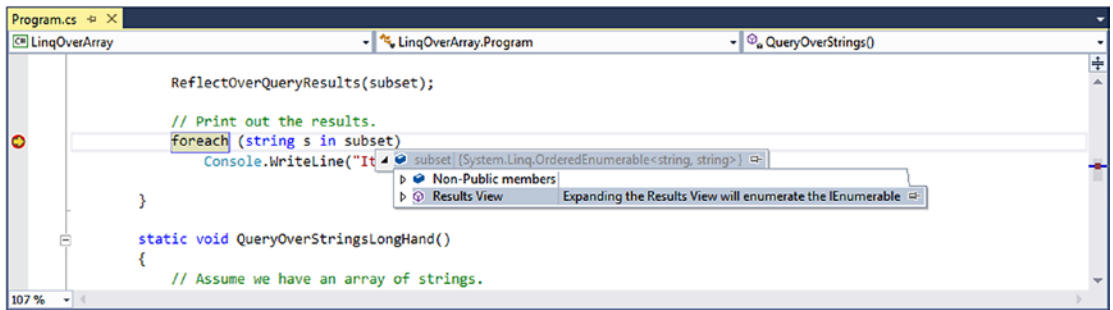 Program.cs
LinqOverArray LinqOverArray.Program QueryOverStrings()
ReflectOverQueryResults(subset);
// Print out the results.
foreach (string s in subset)
Console.WriteLine("It
subset {System.Linq.OrderedEnumerable<string, string>}
Non-Public members
Results View Expanding the Results View will enumerate the IEnumerable
}
static void QueryOverStringsLongHand()
{
// Assume we have an array of strings.
107 %